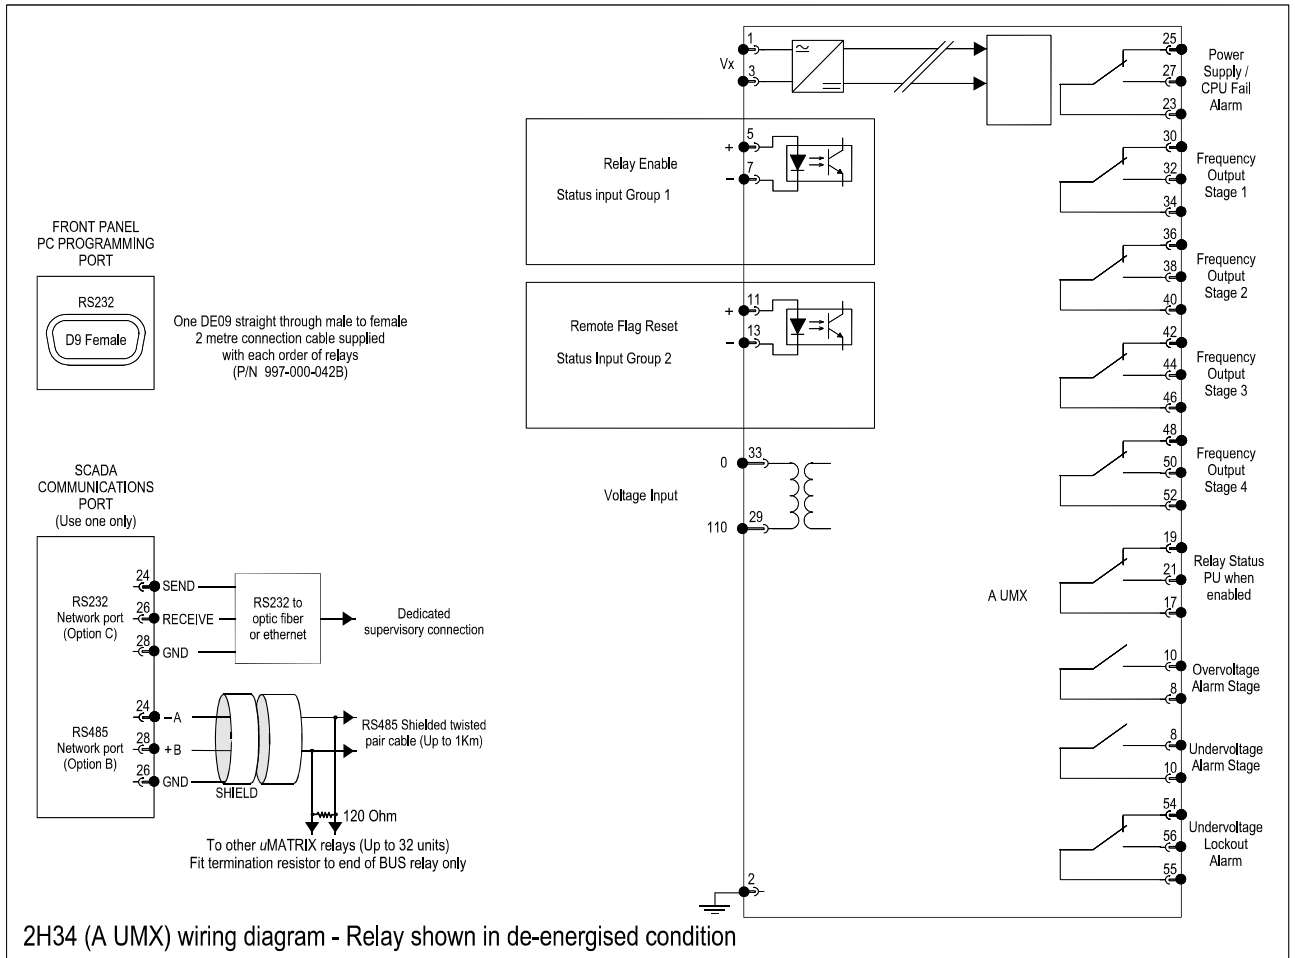 FRONT PANEL
PC PROGRAMMING
PORT
RS232
D9 Female
One DE09 straight through male to female
2 metre connection cable supplied
with each order of relays
(P/N 997-000-042B)
SCADA
COMMUNICATIONS
PORT
(Use one only)
RS232
Network port
(Option C)
24 SEND
26 RECEIVE
28 GND
RS232 to
optic fiber
or ethernet
Dedicated
supervisory connection
RS485
Network port
(Option B)
24 –A
28 +B
26 GND
SHIELD
RS485 Shielded twisted
pair cable (Up to 1Km)
120 Ohm
To other uMATRIX relays (Up to 32 units)
Fit termination resistor to end of BUS relay only
Vx
1
3
Relay Enable
Status input Group 1
+ 5
– 7
Remote Flag Reset
Status Input Group 2
+ 11
– 13
0 33
Voltage Input
110 29
2
A UMX
25
27
23
Power
Supply /
CPU Fail
Alarm
30
32
34
Frequency
Output
Stage 1
36
38
40
Frequency
Output
Stage 2
42
44
46
Frequency
Output
Stage 3
48
50
52
Frequency
Output
Stage 4
19
21
17
Relay Status
PU when
enabled
10
8
Overvoltage
Alarm Stage
8
10
Undervoltage
Alarm Stage
54
56
55
Undervoltage
Lockout
Alarm
2H34 (A UMX) wiring diagram - Relay shown in de-energised condition